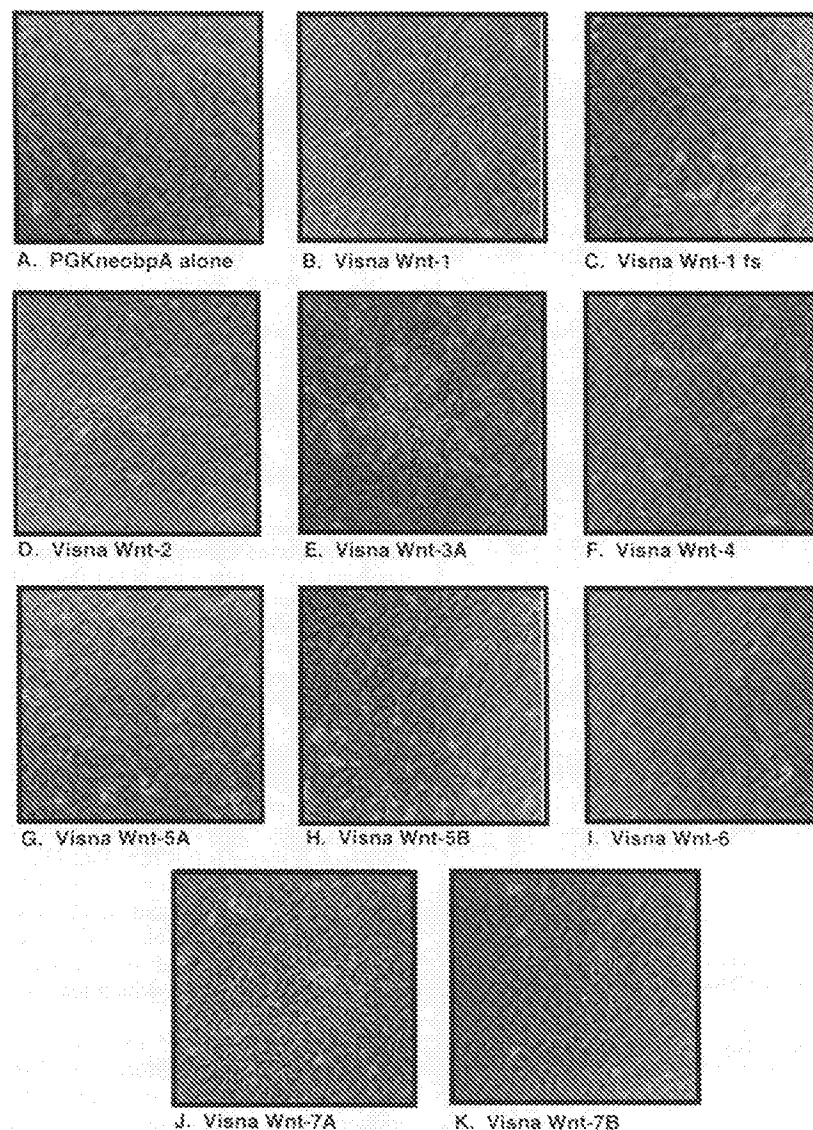 A. PGKneobpA alone
B. Visna Wnt-1
C. Visna Wnt-1 fs
D. Visna Wnt-2
E. Visna Wnt-3A
F. Visna Wnt-4
G. Visna Wnt-5A
H. Visna Wnt-5B
I. Visna Wnt-6
J. Visna Wnt-7A
K. Visna Wnt-7B